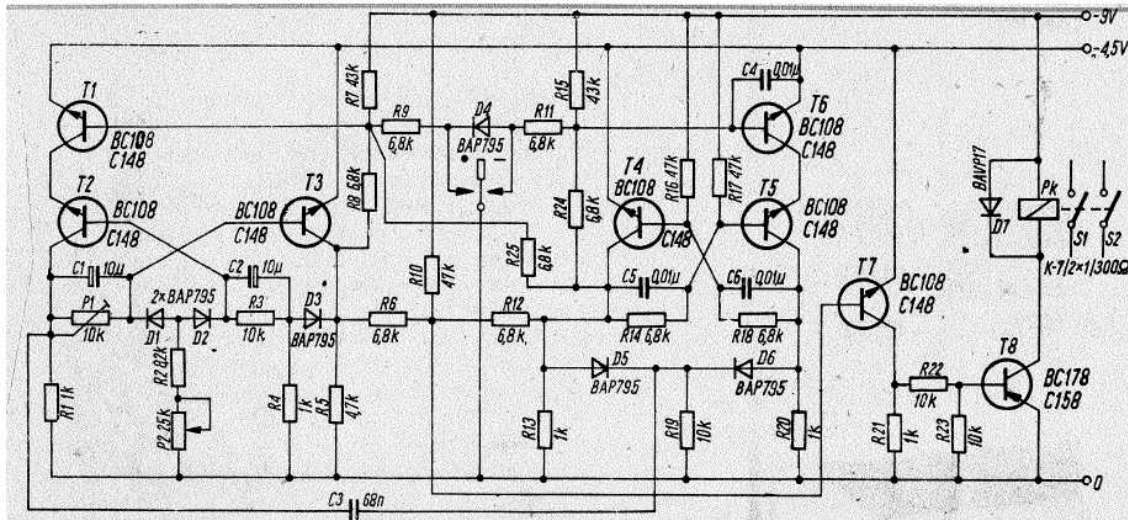 -9V
-4,5V
T1
BC108
C148
R7 43k
R9
6,8k
D4
BAP795
R11
6,8k
R15
43k
C4
0,01µ
T6
BC108
C148
T2
BC108
C148
T3
BC108
C148
R8 6,8k
R25
6,8k
R24
6,8k
T4
BC108
C148
R16 47k
R17 47k
T5
BC108
C148
BAVP17
D7
Pk
S1
S2
K-7/2×1/300Ω
C1
10µ
C2
10µ
R10
47k
C5
0,01µ
C6
0,01µ
T7
BC108
C148
P1
10k
2×BAP795
D1
D2
R3
10k
D3
BAP795
R6
6,8k
R12
6,8k
R14 6,8k
R18 6,8k
T8
BC178
C158
R2 82k
P2 25k
R1 1k
R4
1k
R5
4,7k
D5
BAP795
D6
BAP795
R13
1k
R19
10k
R20
1k
R22
10k
R21
1k
R23
10k
C3
68n
0